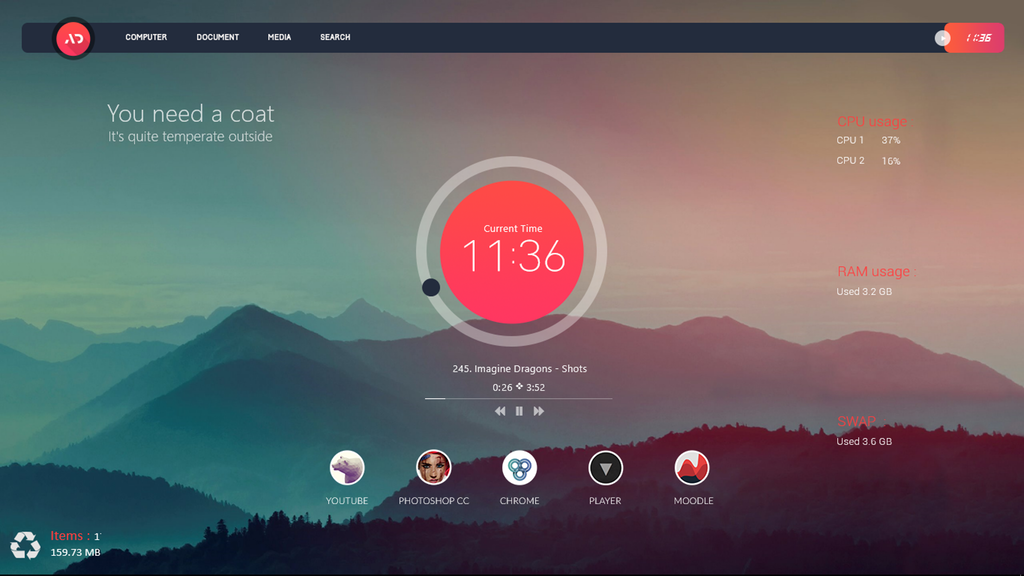 COMPUTER DOCUMENT MEDIA SEARCH
11:36
You need a coat
It's quite temperate outside
CPU usage
CPU 1 37%
CPU 2 16%
Current Time
11:36
RAM usage :
Used 3.2 GB
245. Imagine Dragons - Shots
0:26 ❖ 3:52
SWAP
Used 3.6 GB
YOUTUBE PHOTOSHOP CC CHROME PLAYER MOODLE
Items :
159.73 MB